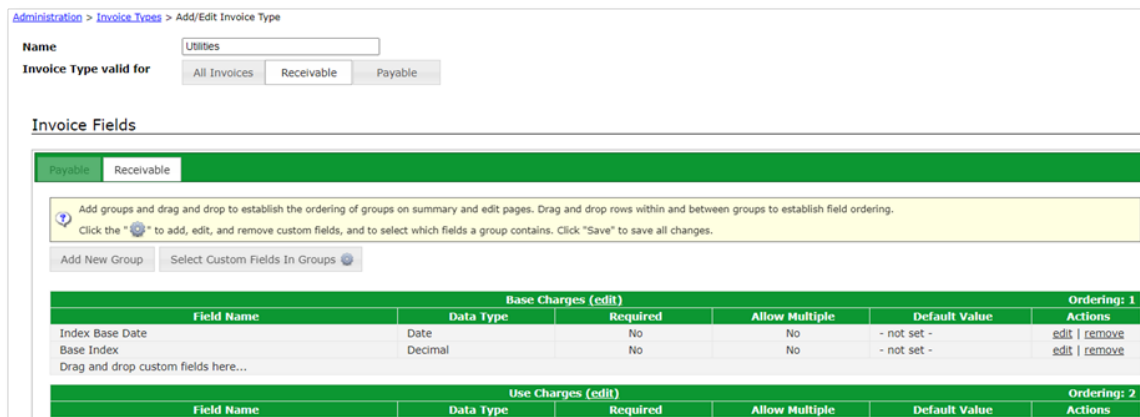 Administration > Invoice Types > Add/Edit Invoice Type
Name Utilities
Invoice Type valid for All Invoices Receivable Payable
Invoice Fields
Payable Receivable
Add groups and drag and drop to establish the ordering of groups on summary and edit pages. Drag and drop rows within and between groups to establish field ordering.
Click the " " to add, edit, and remove custom fields, and to select which fields a group contains. Click "Save" to save all changes.
Add New Group Select Custom Fields In Groups
Base Charges (edit) Ordering: 1
Field Name Data Type Required Allow Multiple Default Value Actions
Index Base Date Date No No - not set - edit | remove
Base Index Decimal No No - not set - edit | remove
Drag and drop custom fields here...
Use Charges (edit) Ordering: 2
Field Name Data Type Required Allow Multiple Default Value Actions